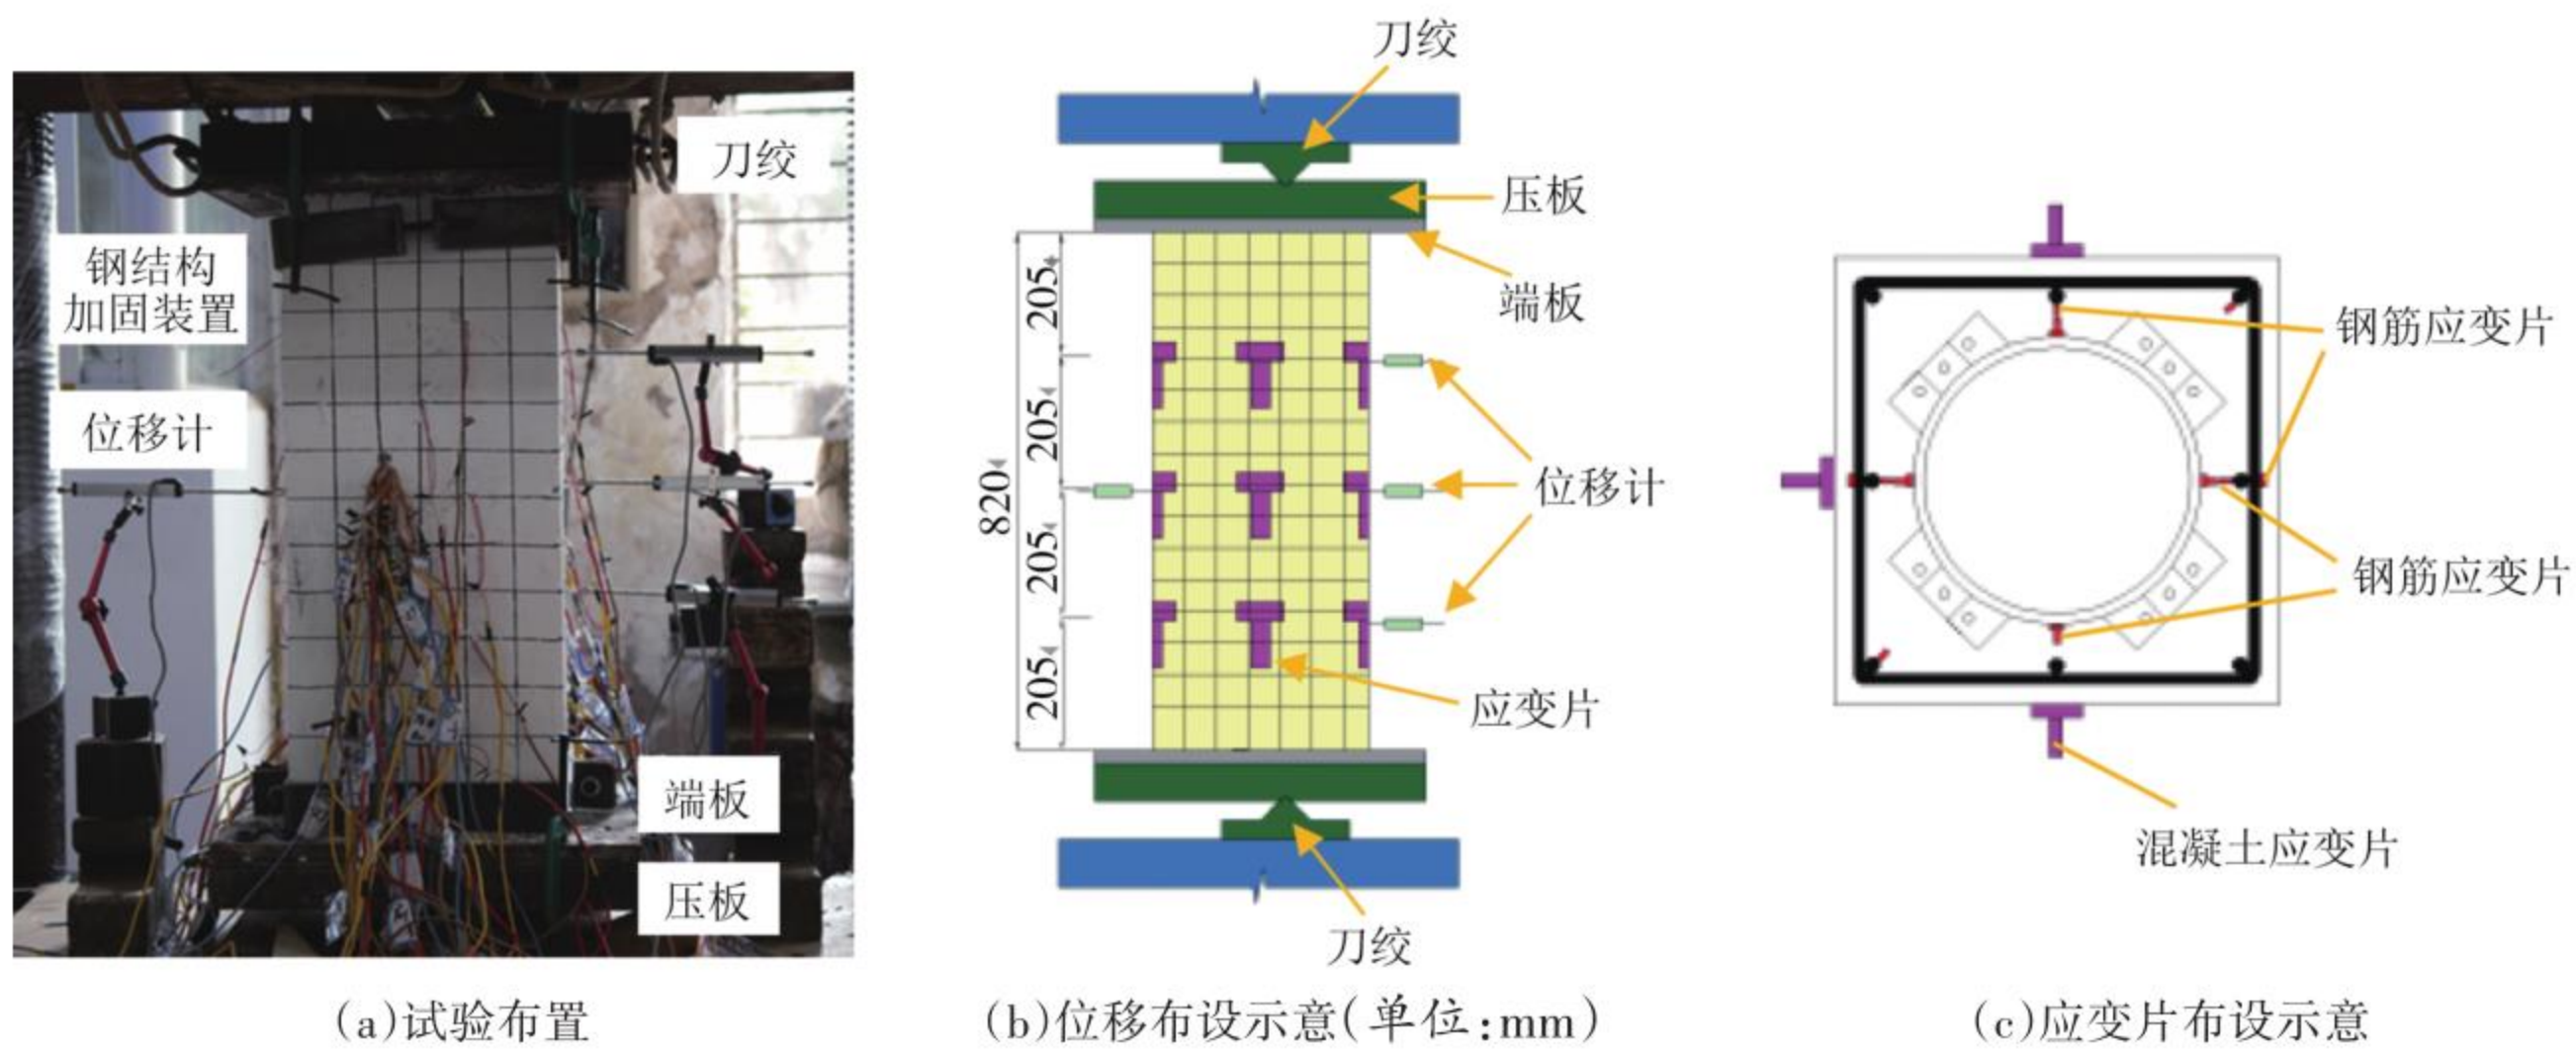 刀绞
钢结构
加固装置
位移计
端板
压板
(a)试验布置
刀绞
压板
端板
205
205
820
205
205
位移计
应变片
刀绞
(b)位移布设示意(单位:mm)
钢筋应变片
钢筋应变片
混凝土应变片
(c)应变片布设示意